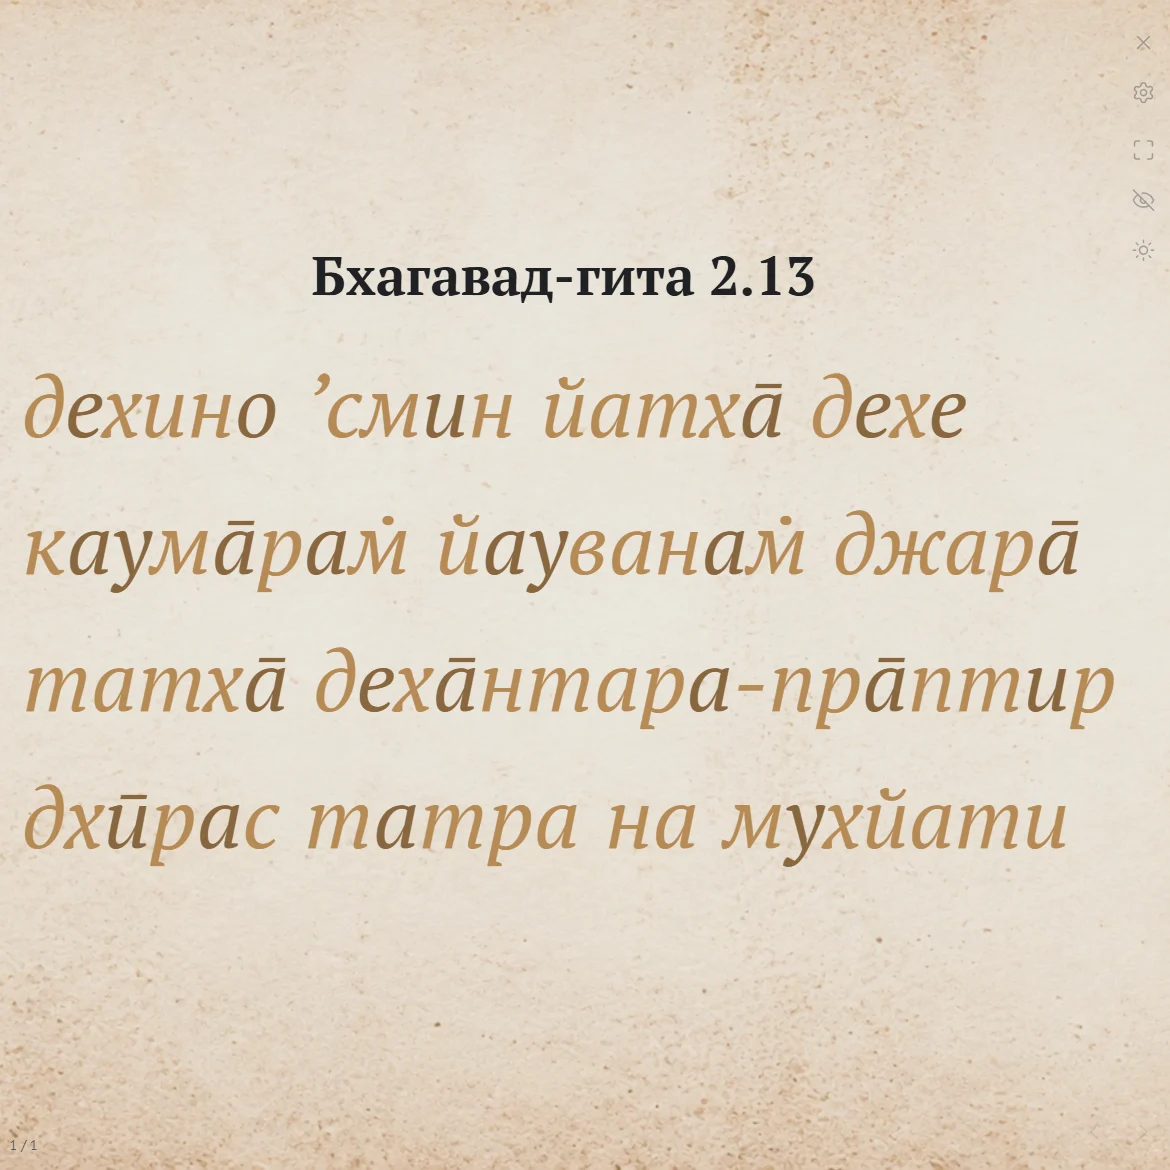 Бхагавад-гита 2.13
дехино ’смин йатха̄ дехе
каума̄рам̇ йауванам̇ джара̄
татха̄ деха̄нтара-пра̄птир
дхӣрас татра на мухйати
1/1